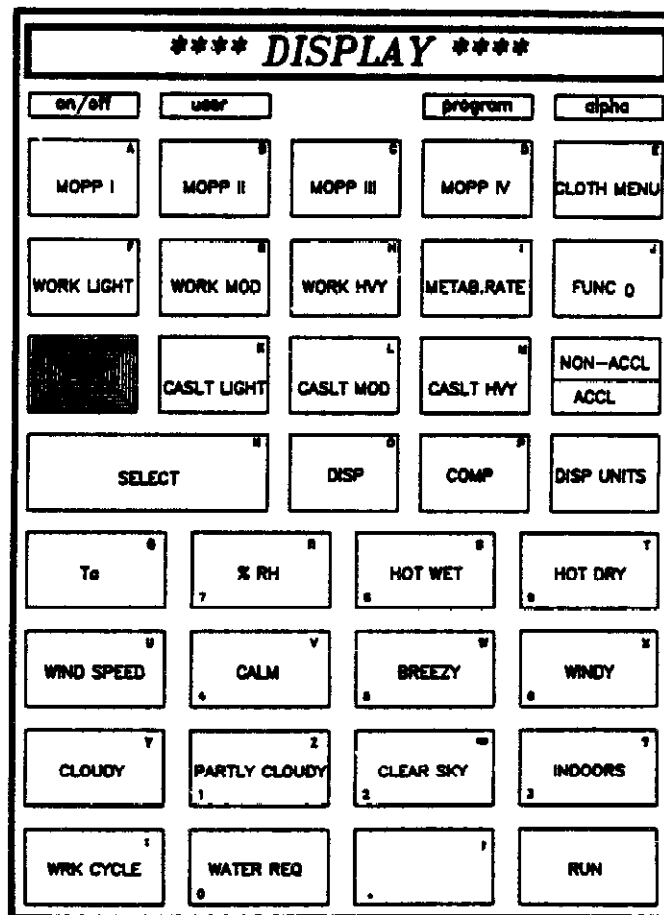 **** DISPLAY ****
on/off user program alpha
A B C D E
MOPP I MOPP II MOPP III MOPP IV CLOTH MENU
F G H I J
WORK LIGHT WORK MOD WORK HVY METAB.RATE FUNC D
K L M
CASLT LIGHT CASLT MOD CASLT HVY NON-ACCL
ACCL
N O P
SELECT DISP COMP DISP UNITS
Q R S T
Ta % RH HOT WET HOT DRY
7 8 9
U V W X
WIND SPEED CALM BREEZY WINDY
4 5 6
Y Z = ?
CLOUDY PARTLY CLOUDY CLEAR SKY INDOORS
1 2 3
:
WRK CYCLE WATER REQ RUN
0 .